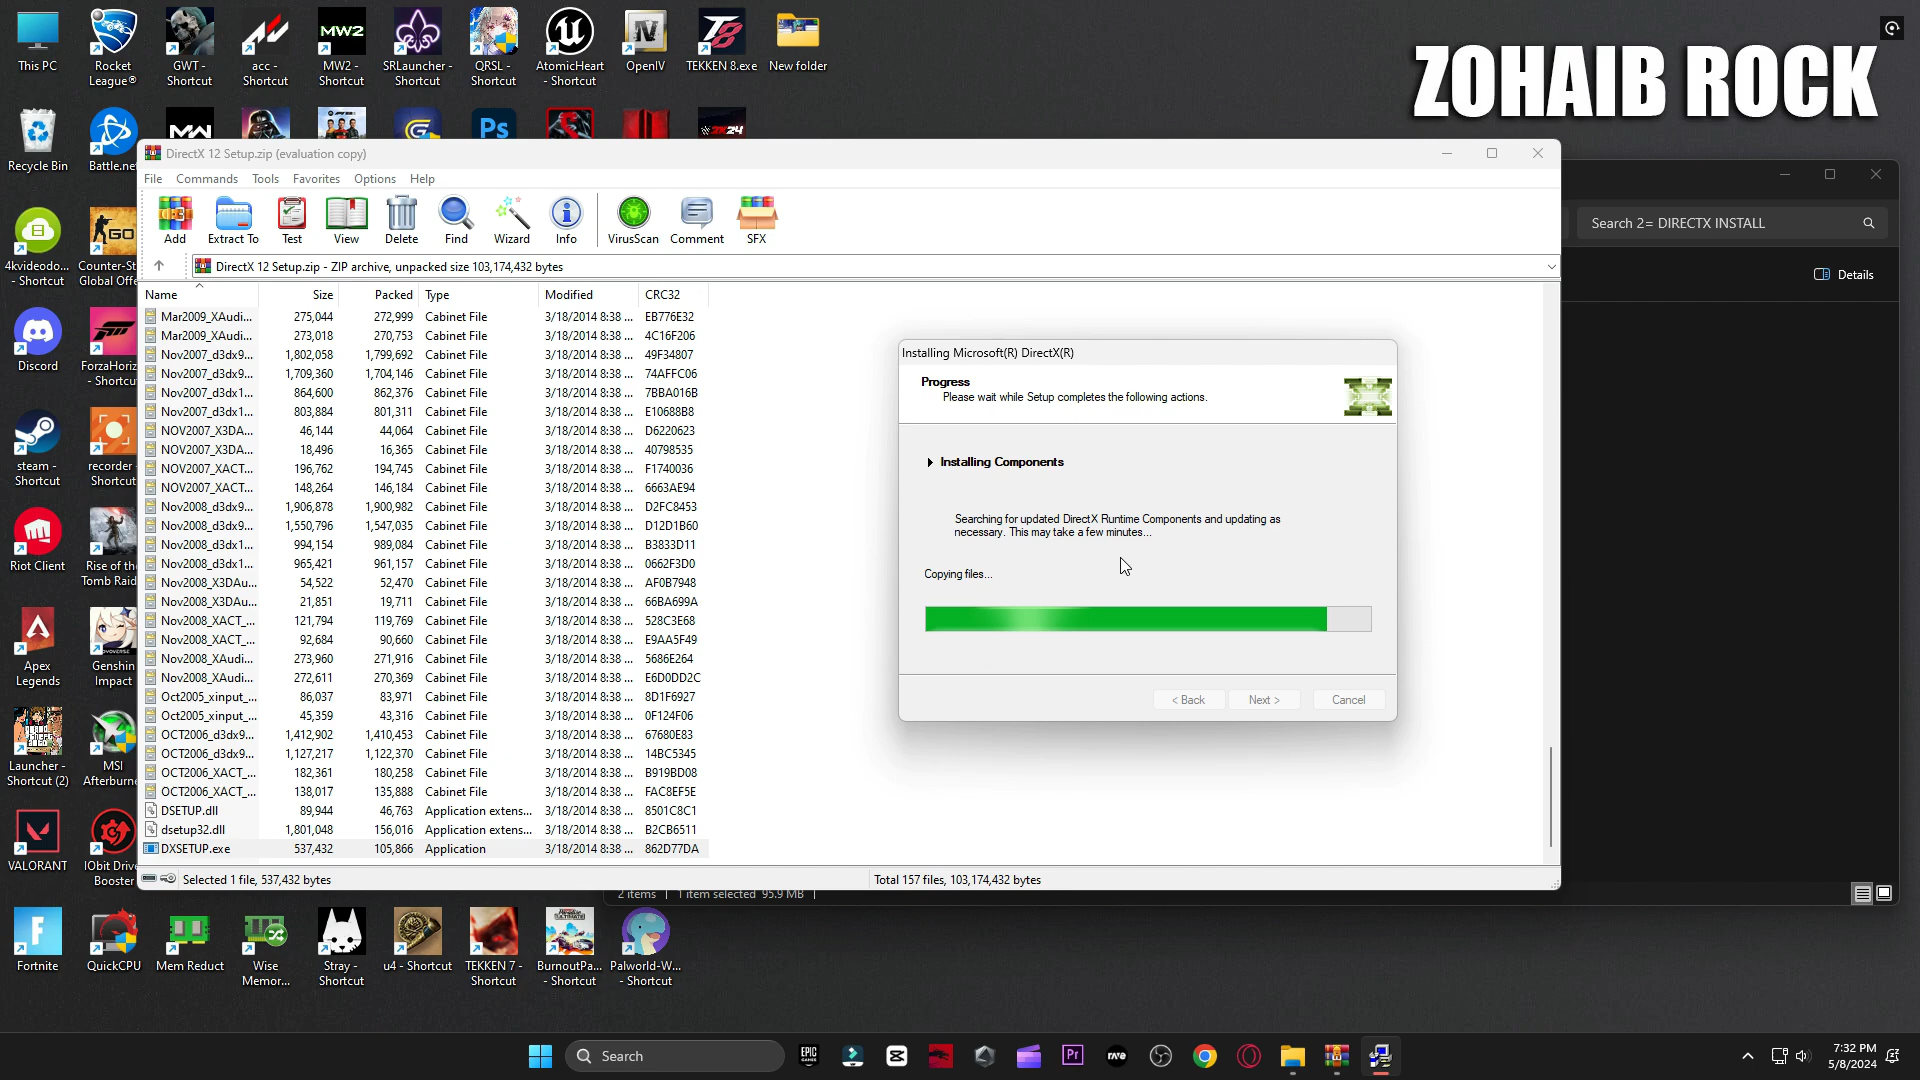 This PC
Rocket League®
GWT - Shortcut
acc - Shortcut
MW2
MW2 - Shortcut
SRLauncher - Shortcut
QRSL - Shortcut
AtomicHeart - Shortcut
OpenIV
TEKKEN 8.exe
New folder
ZOHAIB ROCK
Recycle Bin
Battle.net
Ps
2K24
DirectX 12 Setup.zip (evaluation copy)
File Commands Tools Favorites Options Help
Add Extract To Test View Delete Find Wizard Info VirusScan Comment SFX
DirectX 12 Setup.zip - ZIP archive, unpacked size 103,174,432 bytes
Name Size Packed Type Modified CRC32
Mar2009_XAudi... 275,044 272,999 Cabinet File 3/18/2014 8:38 ... EB776E32
Mar2009_XAudi... 273,018 270,753 Cabinet File 3/18/2014 8:38 ... 4C16F206
Nov2007_d3dx9... 1,802,058 1,799,692 Cabinet File 3/18/2014 8:38 ... 49F34807
Nov2007_d3dx9... 1,709,360 1,704,146 Cabinet File 3/18/2014 8:38 ... 74AFFC06
Nov2007_d3dx1... 864,600 862,376 Cabinet File 3/18/2014 8:38 ... 7BBA016B
Nov2007_d3dx1... 803,884 801,311 Cabinet File 3/18/2014 8:38 ... E10688B8
NOV2007_X3DA... 46,144 44,064 Cabinet File 3/18/2014 8:38 ... D6220623
NOV2007_X3DA... 18,496 16,365 Cabinet File 3/18/2014 8:38 ... 40798535
NOV2007_XACT... 196,762 194,745 Cabinet File 3/18/2014 8:38 ... F1740036
NOV2007_XACT... 148,264 146,184 Cabinet File 3/18/2014 8:38 ... 6663AE94
Nov2008_d3dx9... 1,906,878 1,900,982 Cabinet File 3/18/2014 8:38 ... D2FC8453
Nov2008_d3dx9... 1,550,796 1,547,035 Cabinet File 3/18/2014 8:38 ... D12D1B60
Nov2008_d3dx1... 994,154 989,084 Cabinet File 3/18/2014 8:38 ... B3833D11
Nov2008_d3dx1... 965,421 961,157 Cabinet File 3/18/2014 8:38 ... 0662F3D0
Nov2008_X3DAu... 54,522 52,470 Cabinet File 3/18/2014 8:38 ... AF0B7948
Nov2008_X3DAu... 21,851 19,711 Cabinet File 3/18/2014 8:38 ... 66BA699A
Nov2008_XACT_... 121,794 119,769 Cabinet File 3/18/2014 8:38 ... 528C3E68
Nov2008_XACT_... 92,684 90,660 Cabinet File 3/18/2014 8:38 ... E9AA5F49
Nov2008_XAudi... 273,960 271,916 Cabinet File 3/18/2014 8:38 ... 5686E264
Nov2008_XAudi... 272,611 270,369 Cabinet File 3/18/2014 8:38 ... E6D0DD2C
Oct2005_xinput_... 86,037 83,971 Cabinet File 3/18/2014 8:38 ... 8D1F6927
Oct2005_xinput_... 45,359 43,316 Cabinet File 3/18/2014 8:38 ... 0F124F06
OCT2006_d3dx9... 1,412,902 1,410,453 Cabinet File 3/18/2014 8:38 ... 67680E83
OCT2006_d3dx9... 1,127,217 1,122,370 Cabinet File 3/18/2014 8:38 ... 14BC5345
OCT2006_XACT_... 182,361 180,258 Cabinet File 3/18/2014 8:38 ... B919BD08
OCT2006_XACT_... 138,017 135,888 Cabinet File 3/18/2014 8:38 ... FAC8EF5E
DSETUP.dll 89,944 46,763 Application extens... 3/18/2014 8:38 ... 8501C8C1
dsetup32.dll 1,801,048 156,016 Application extens... 3/18/2014 8:38 ... B2CB6511
DXSETUP.exe 537,432 105,866 Application 3/18/2014 8:38 ... 862D77DA
Selected 1 file, 537,432 bytes
Total 157 files, 103,174,432 bytes
Installing Microsoft(R) DirectX(R)
Progress
Please wait while Setup completes the following actions.
Installing Components
Searching for updated DirectX Runtime Components and updating as
necessary. This may take a few minutes...
Copying files...
< Back Next > Cancel
Search 2= DIRECTX INSTALL
Details
2 items 1 item selected 95.9 MB
4kvideodo... - Shortcut
GO
Counter-St Global Offe
Discord
ForzaHoriz - Shortcu
steam - Shortcut
recorder Shortcut
Riot Client
Rise of the Tomb Raid
Apex Legends
Genshin Impact
Launcher - Shortcut (2)
MSI Afterburne
VALORANT
IObit Drive Booster
Fortnite
QuickCPU
Mem Reduct
Wise Memor...
Stray - Shortcut
u4 - Shortcut
TEKKEN 7 - Shortcut
BurnoutPa... - Shortcut
Palworld-W... - Shortcut
Search
EPIC GAMES
Pr
rave
7:32 PM
5/8/2024